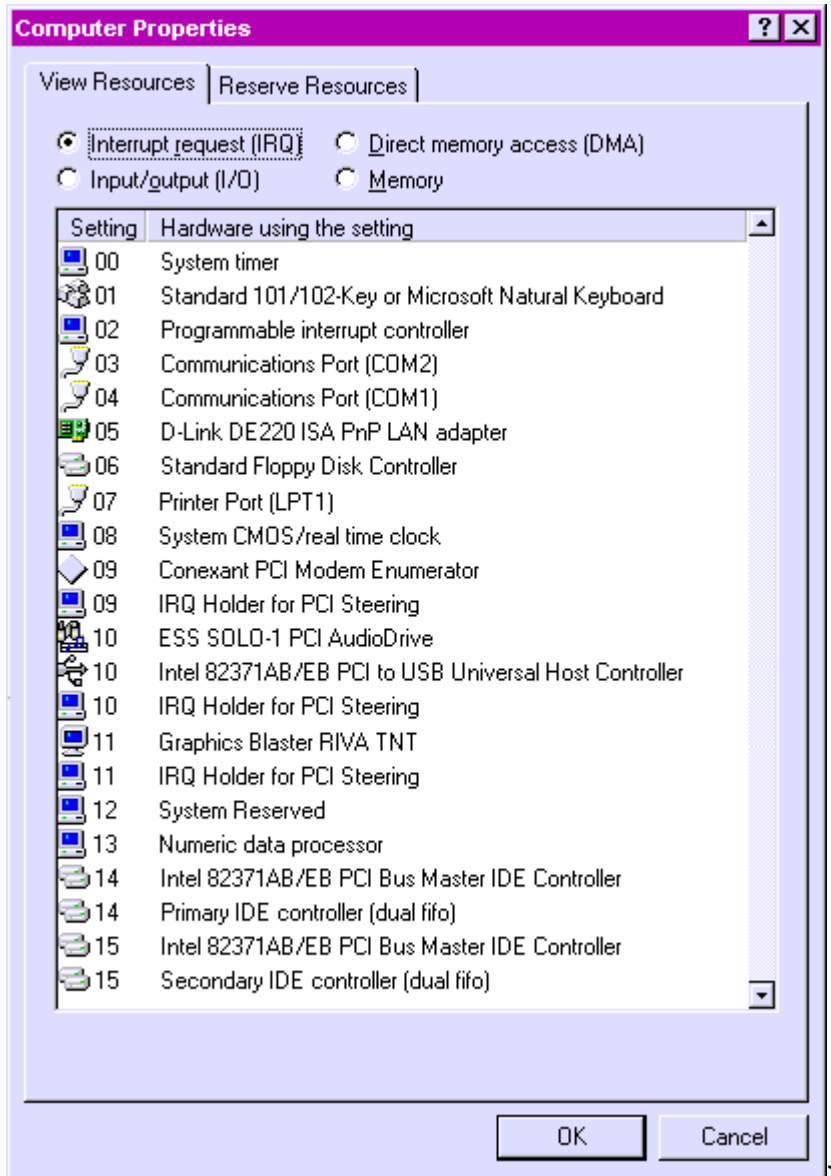 Computer Properties
View Resources
Reserve Resources
Interrupt request (IRQ)
Direct memory access (DMA)
Input/output (I/O)
Memory
Setting Hardware using the setting
00 System timer
01 Standard 101/102-Key or Microsoft Natural Keyboard
02 Programmable interrupt controller
03 Communications Port (COM2)
04 Communications Port (COM1)
05 D-Link DE220 ISA PnP LAN adapter
06 Standard Floppy Disk Controller
07 Printer Port (LPT1)
08 System CMOS/real time clock
09 Conexant PCI Modem Enumerator
09 IRQ Holder for PCI Steering
10 ESS SOLO-1 PCI AudioDrive
10 Intel 82371AB/EB PCI to USB Universal Host Controller
10 IRQ Holder for PCI Steering
11 Graphics Blaster RIVA TNT
11 IRQ Holder for PCI Steering
12 System Reserved
13 Numeric data processor
14 Intel 82371AB/EB PCI Bus Master IDE Controller
14 Primary IDE controller (dual fifo)
15 Intel 82371AB/EB PCI Bus Master IDE Controller
15 Secondary IDE controller (dual fifo)
OK
Cancel